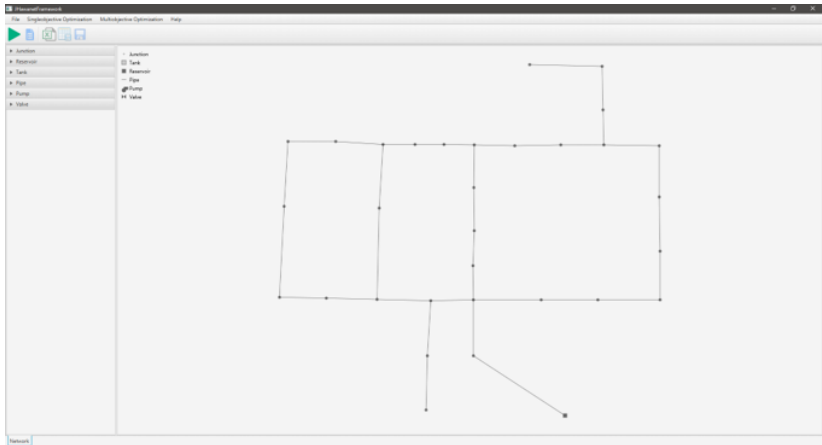 JHawanetFramework
File Singleobjective Optimization Multiobjective Optimization Help
Junction
Reservoir
Tank
Pipe
Pump
Valve
Junction
Tank
Reservoir
Pipe
Pump
Valve
Network